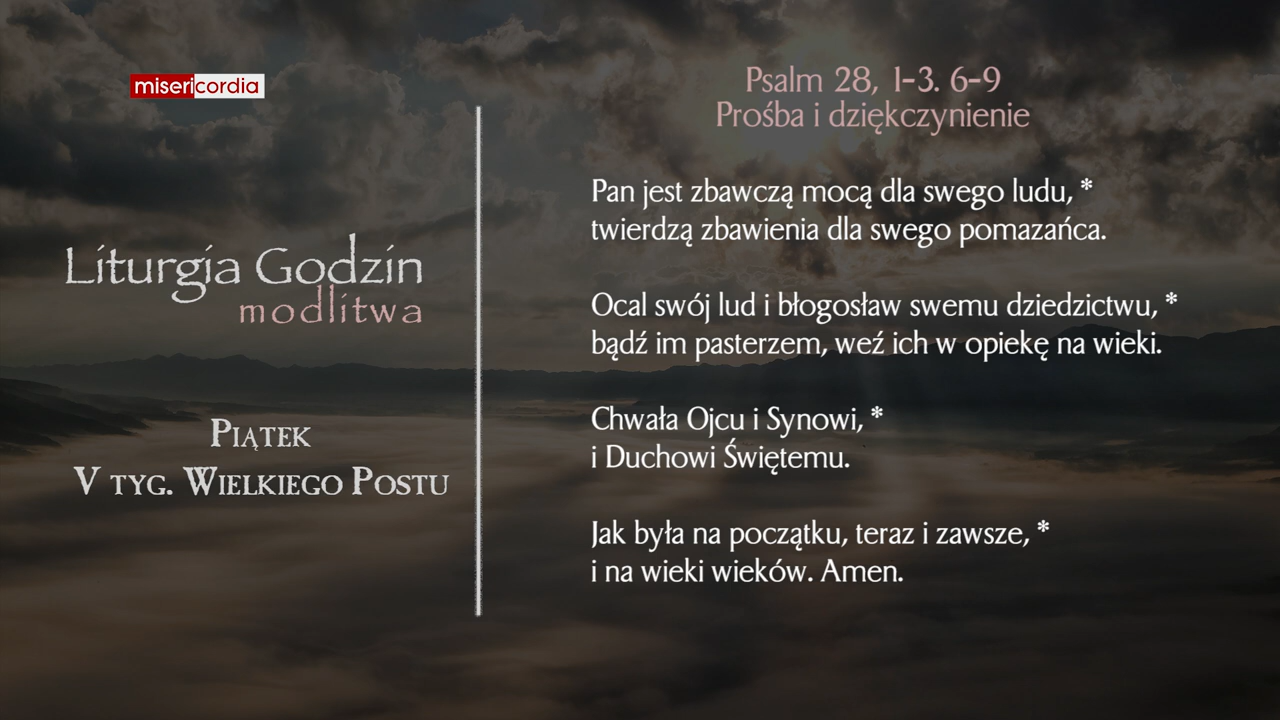 misericordia
Liturgia Godzin
modlitwa
Piątek
V tyg. Wielkiego Postu
Psalm 28, 1-3. 6-9
Prośba i dziękczynienie
Pan jest zbawczą mocą dla swego ludu, *
twierdzą zbawienia dla swego pomazańca.
Ocal swój lud i błogosław swemu dziedzictwu, *
bądź im pasterzem, weź ich w opiekę na wieki.
Chwała Ojcu i Synowi, *
i Duchowi Świętemu.
Jak była na początku, teraz i zawsze, *
i na wieki wieków. Amen.